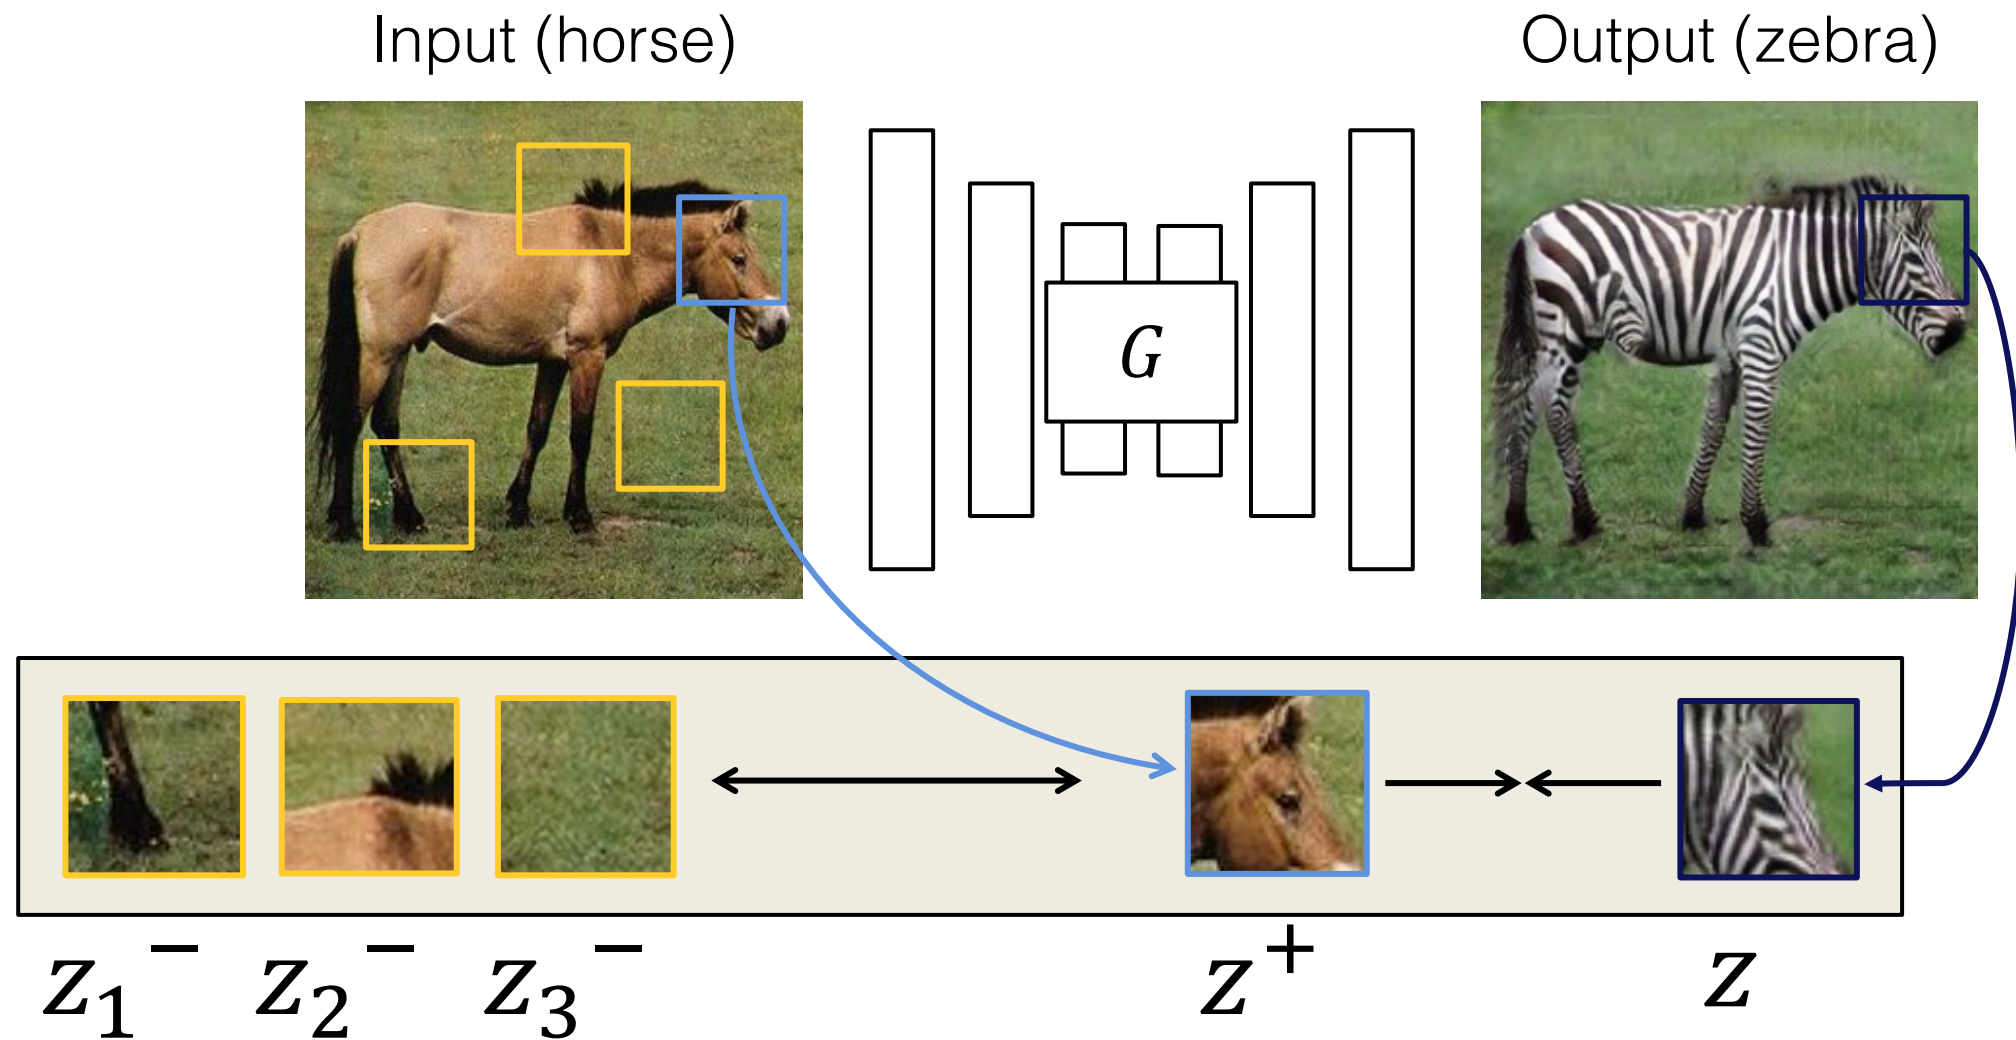 Input (horse)
Output (zebra)
G
z₁⁻ z₂⁻ z₃⁻ z⁺ z